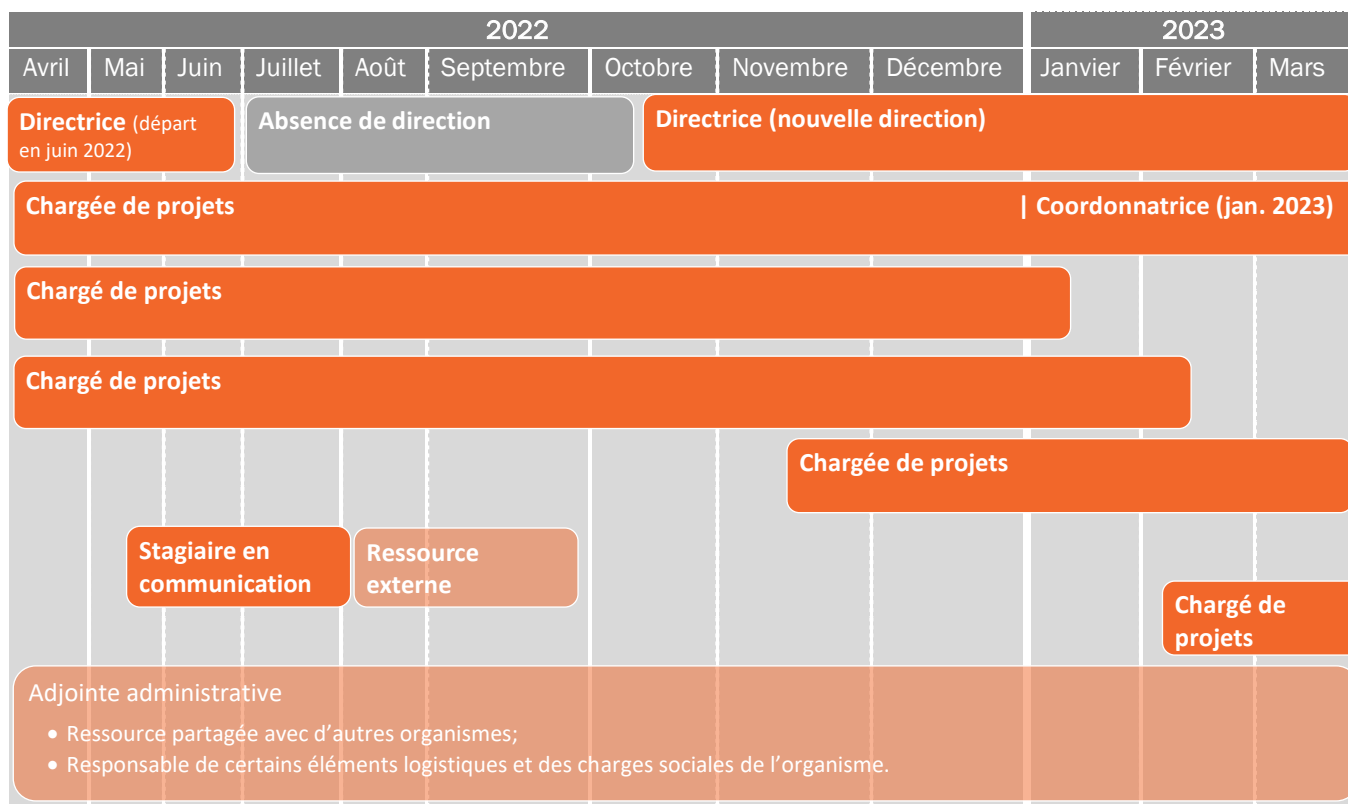 2022 2023
Avril Mai Juin Juillet Août Septembre Octobre Novembre Décembre Janvier Février Mars
Directrice (départ
en juin 2022)
Absence de direction
Directrice (nouvelle direction)
Chargée de projets | Coordonnatrice (jan. 2023)
Chargé de projets
Chargé de projets
Chargée de projets
Stagiaire en
communication
Ressource
externe
Chargé de
projets
Adjointe administrative
• Ressource partagée avec d'autres organismes;
• Responsable de certains éléments logistiques et des charges sociales de l'organisme.